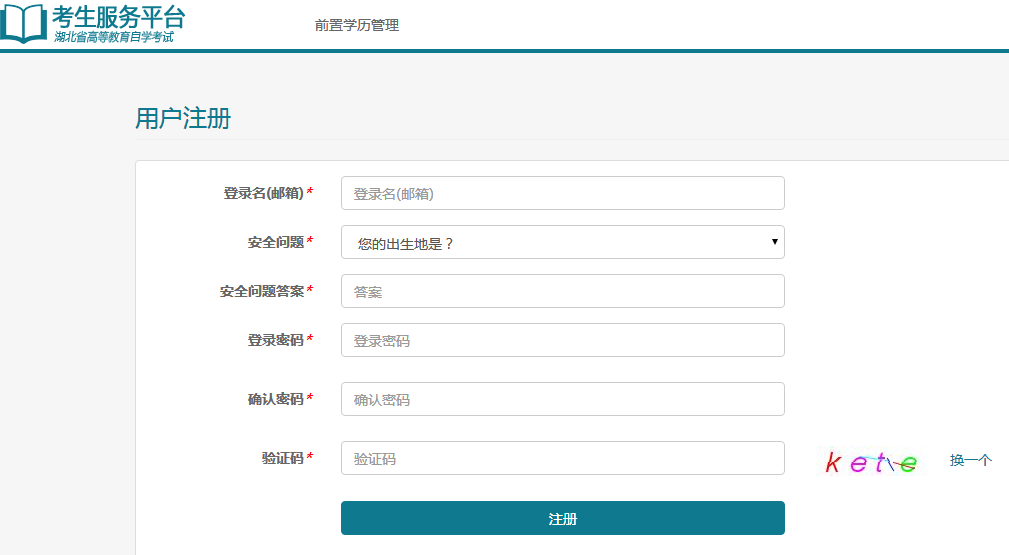 考生服务平台
湖北省高等教育自学考试
前置学历管理
用户注册
登录名(邮箱)* 登录名(邮箱)
安全问题* 您的出生地是？
安全问题答案* 答案
登录密码* 登录密码
确认密码* 确认密码
验证码* 验证码 kete 换一个
注册